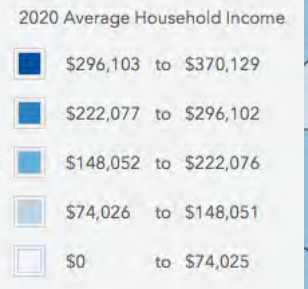 2020 Average Household Income
$296,103 to $370,129
$222,077 to $296,102
$148,052 to $222,076
$74,026 to $148,051
$0 to $74,025